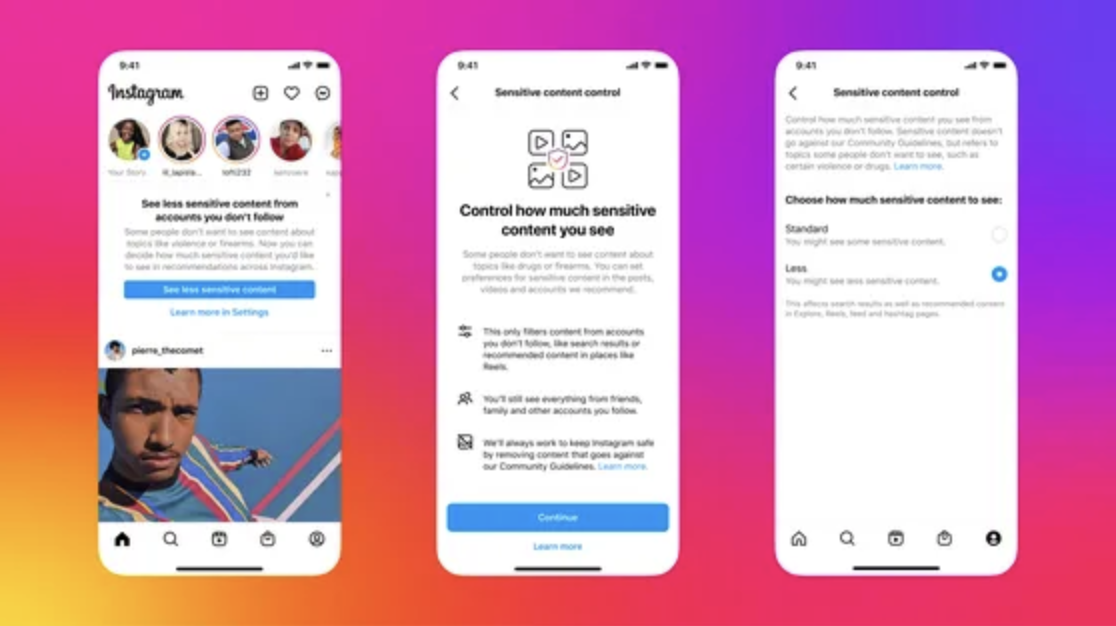 9:41
Instagram
Your Story
lil_lapisla...
lofti232
kenzoere
See less sensitive content from
accounts you don't follow
Some people don't want to see content about
topics like violence or firearms. Now you can
decide how much sensitive content you'd like
to see in recommendations across Instagram.
See less sensitive content
Learn more in Settings
pierre_thecomet
9:41
Sensitive content control
Control how much sensitive
content you see
Some people don't want to see content about
topics like drugs or firearms. You can set
preferences for sensitive content in the posts,
videos and accounts we recommend.
This only filters content from accounts
you don't follow, like search results or
recommended content in places like
Reels.
You'll still see everything from friends,
family and other accounts you follow.
We'll always work to keep Instagram safe
by removing content that goes against
our Community Guidelines. Learn more.
Continue
Learn more
9:41
Sensitive content control
Control how much sensitive content you see from
accounts you don't follow. Sensitive content doesn't
go against our Community Guidelines, but refers to
topics some people don't want to see, such as
certain violence or drugs. Learn more.
Choose how much sensitive content to see:
Standard
You might see some sensitive content.
Less
You might see less sensitive content.
This affects search results as well as recommended content
in Explore, Reels, feed and hashtag pages.